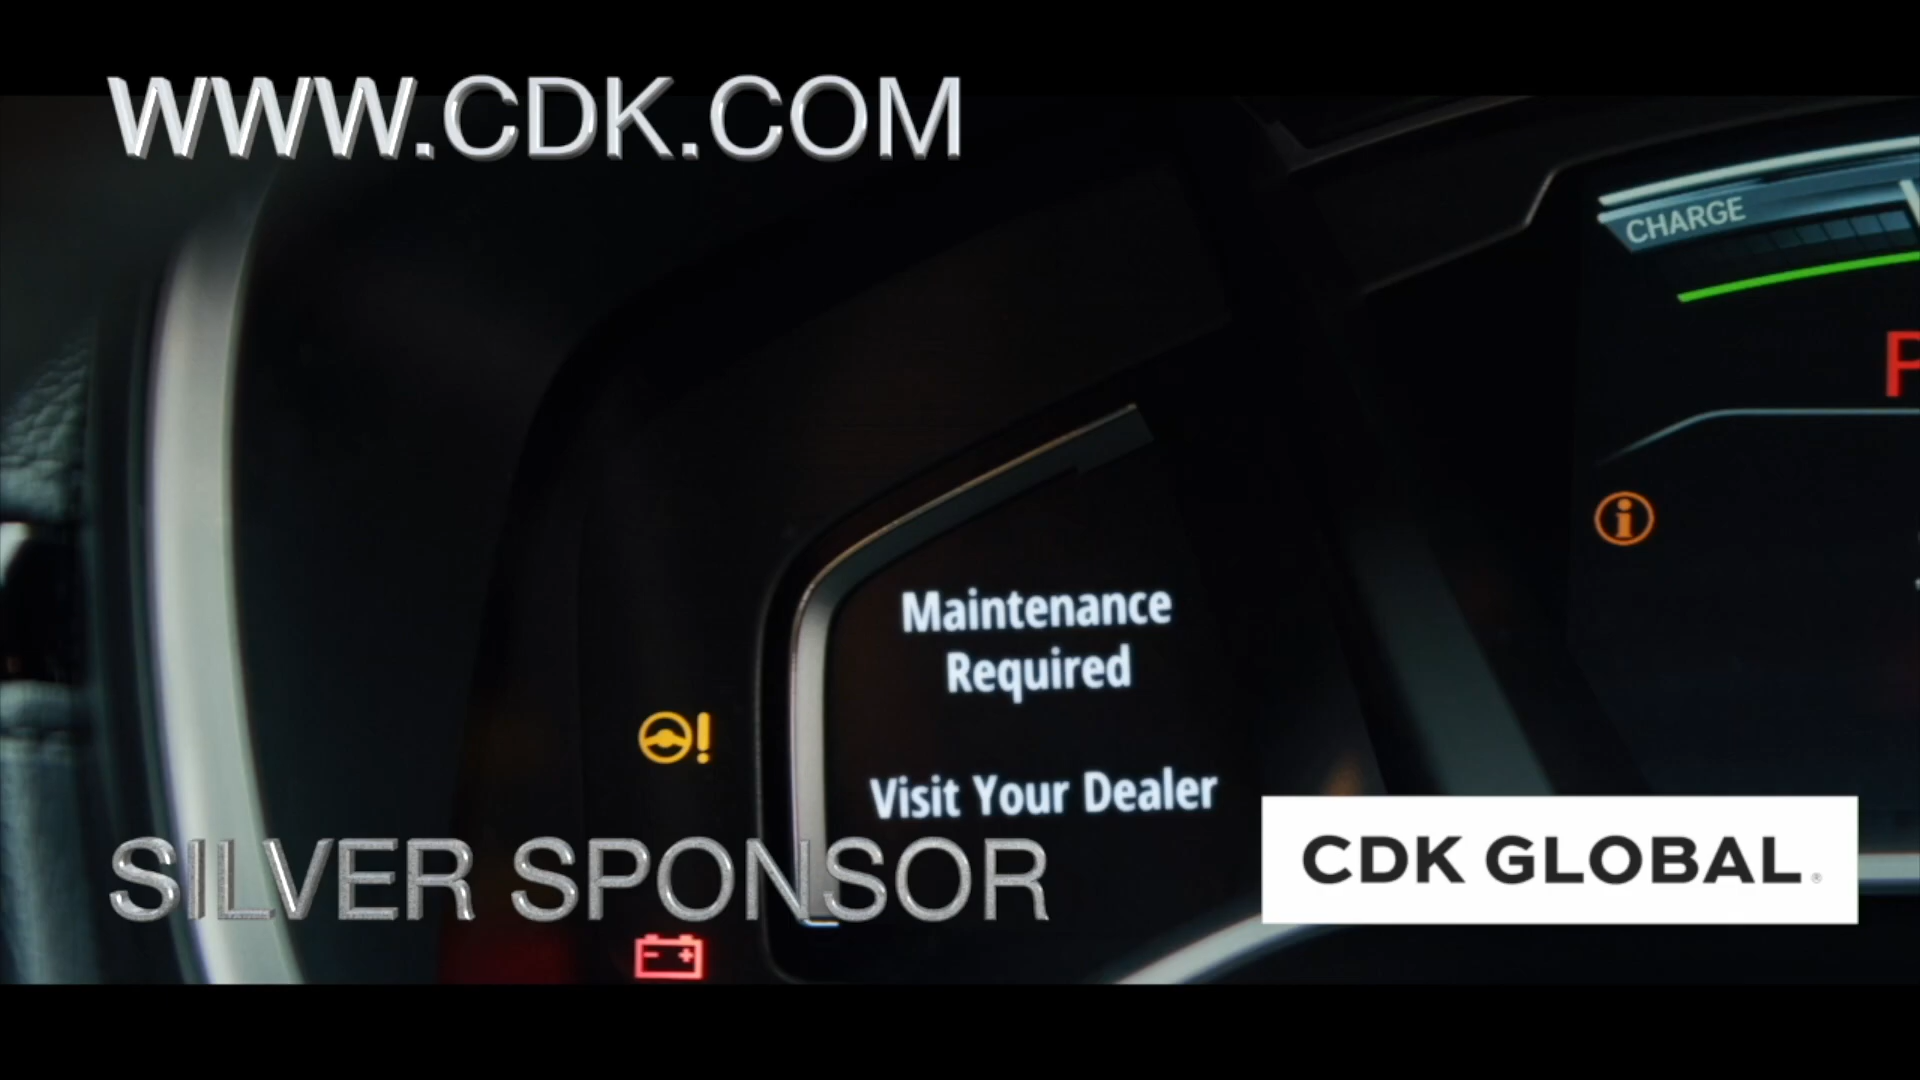 WWW.CDK.COM
CHARGE
P
Maintenance
Required
Visit Your Dealer
SILVER SPONSOR
CDK GLOBAL®